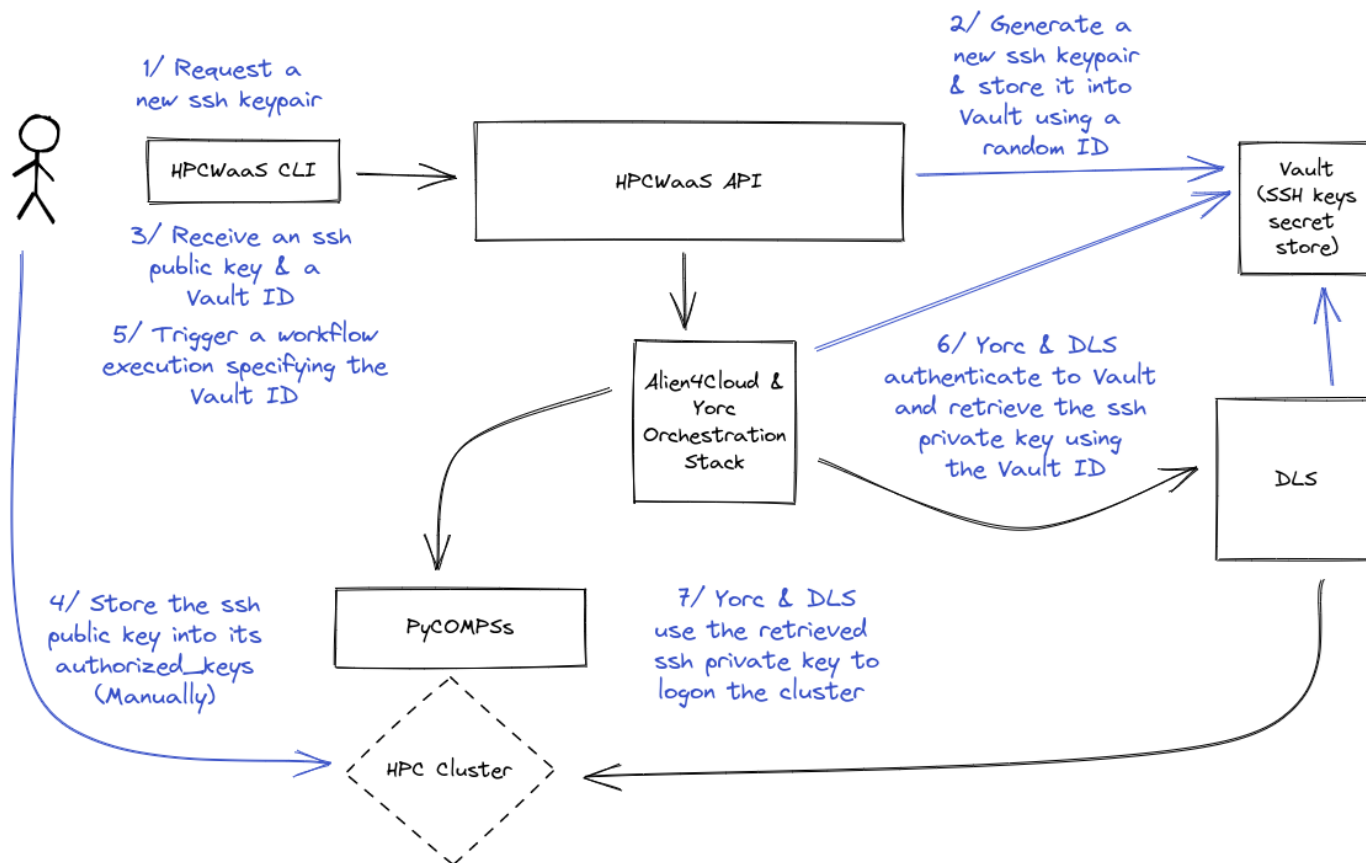 1/ Request a
new ssh keypair
2/ Generate a
new ssh keypair
& store it into
Vault using a
random ID
HPCWaaS CLI
HPCWaaS API
Vault
(SSH keys
secret
store)
3/ Receive an ssh
public key & a
Vault ID
5/ Trigger a workflow
execution specifying the
Vault ID
Alien4Cloud &
Yorc
Orchestration
Stack
6/ Yorc & DLS
authenticate to Vault
and retrieve the ssh
private key using
the Vault ID
DLS
4/ Store the ssh
public key into its
authorized_keys
(Manually)
PyCOMPSs
7/ Yorc & DLS
use the retrieved
ssh private key to
logon the cluster
HPC Cluster